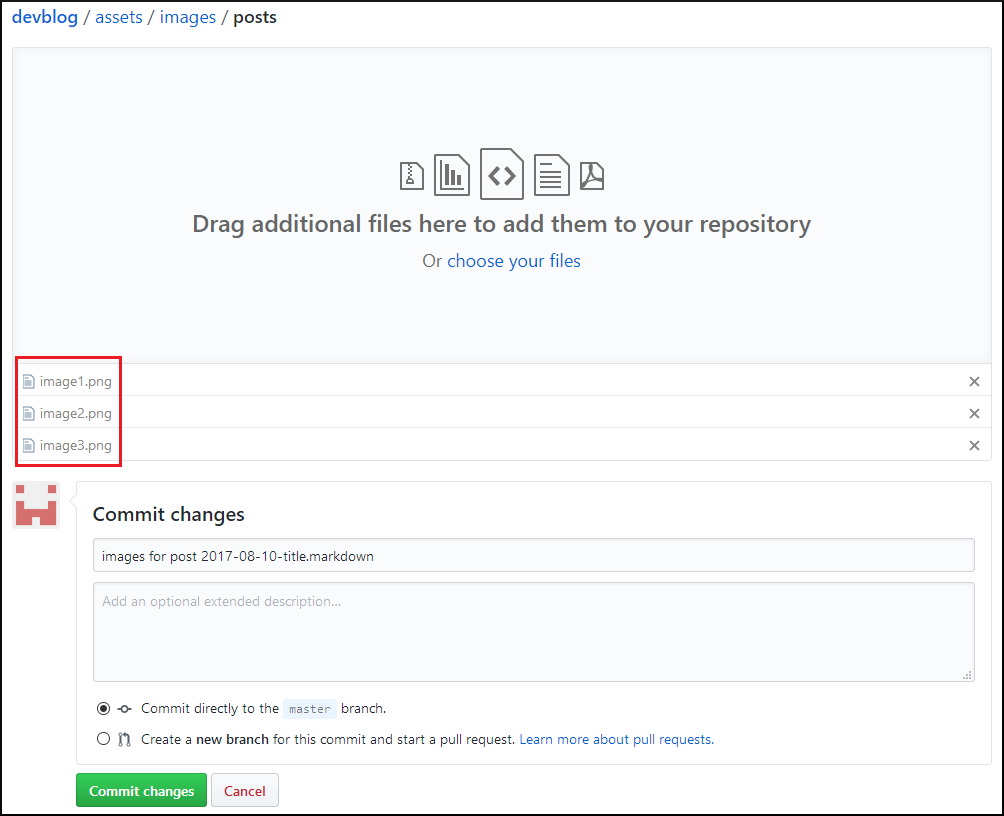 devblog / assets / images / posts
Drag additional files here to add them to your repository
Or choose your files
image1.png
image2.png
image3.png
Commit changes
images for post 2017-08-10-title.markdown
Add an optional extended description...
Commit directly to the master branch.
Create a new branch for this commit and start a pull request. Learn more about pull requests.
Commit changes Cancel